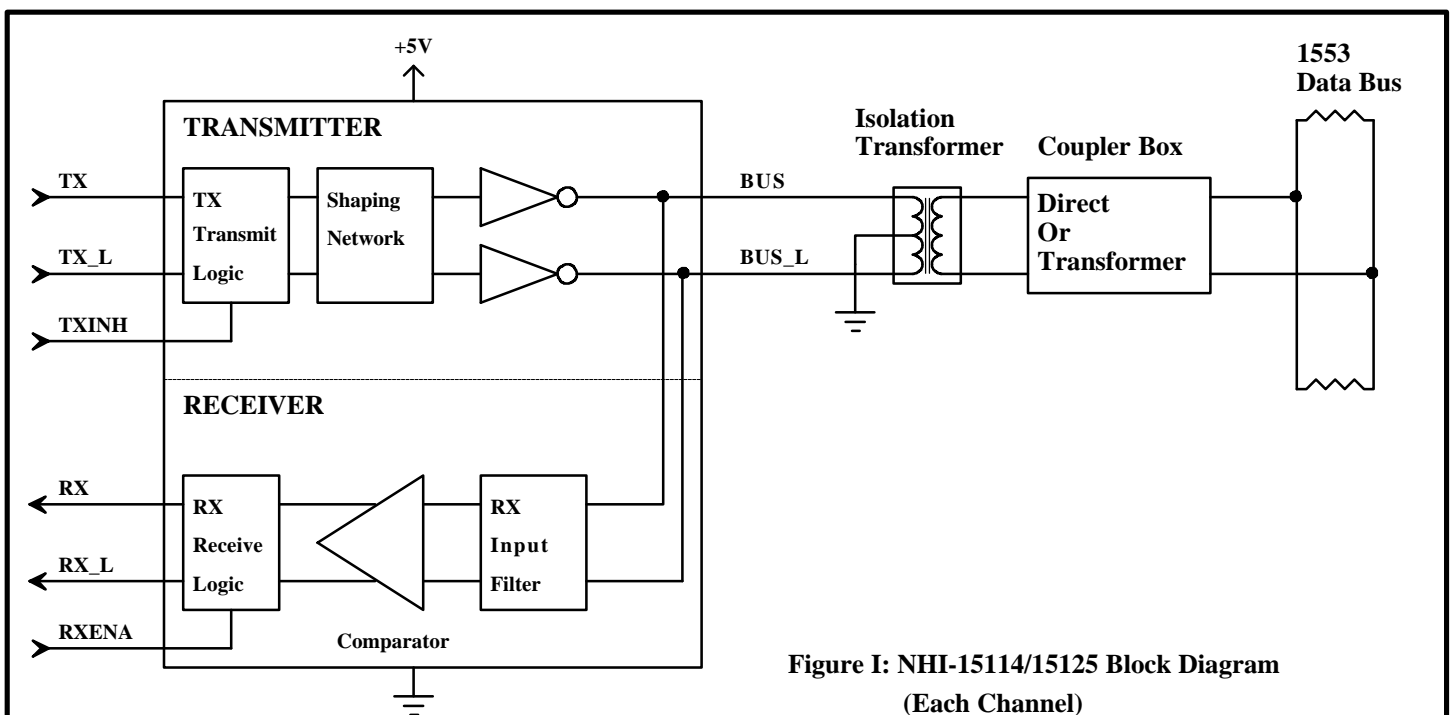 +5V
1553
Data Bus
TRANSMITTER
Isolation
Transformer
Coupler Box
TX
TX_L
TXINH
TX
Transmit
Logic
Shaping
Network
BUS
BUS_L
Direct
Or
Transformer
RECEIVER
RX
RX_L
RXENA
RX
Receive
Logic
RX
Input
Filter
Comparator
Figure I: NHI-15114/15125 Block Diagram
(Each Channel)